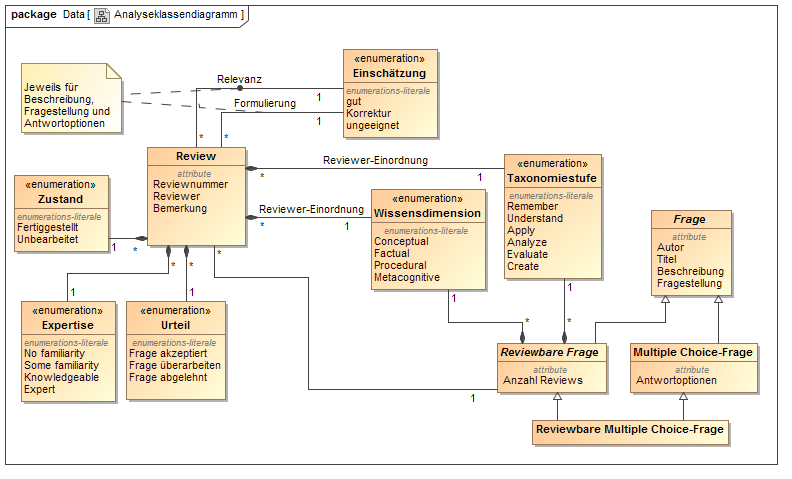 package Data [ Analyseklassendiagramm ]
Jeweils für
Beschreibung,
Fragestellung und
Antwortoptionen
Relevanz
1
*
Formulierung
1
*
«enumeration»
Einschätzung
enumerations-literale
gut
Korrektur
ungeeignet
Review
attribute
Reviewnummer
Reviewer
Bemerkung
Reviewer-Einordnung
*
1
Reviewer-Einordnung
*
1
«enumeration»
Taxonomiestufe
enumerations-literale
Remember
Understand
Apply
Analyze
Evaluate
Create
«enumeration»
Zustand
enumerations-literale
Fertiggestellt
Unbearbeitet
1
*
«enumeration»
Wissensdimension
enumerations-literale
Conceptual
Factual
Procedural
Metacognitive
Frage
attribute
Autor
Titel
Beschreibung
Fragestellung
*
*
*
1
1
1
1
«enumeration»
Expertise
enumerations-literale
No familiarity
Some familiarity
Knowledgeable
Expert
«enumeration»
Urteil
enumerations-literale
Frage akzeptiert
Frage überarbeiten
Frage abgelehnt
*
*
Reviewbare Frage
attribute
Anzahl Reviews
Multiple Choice-Frage
attribute
Antwortoptionen
1
Reviewbare Multiple Choice-Frage